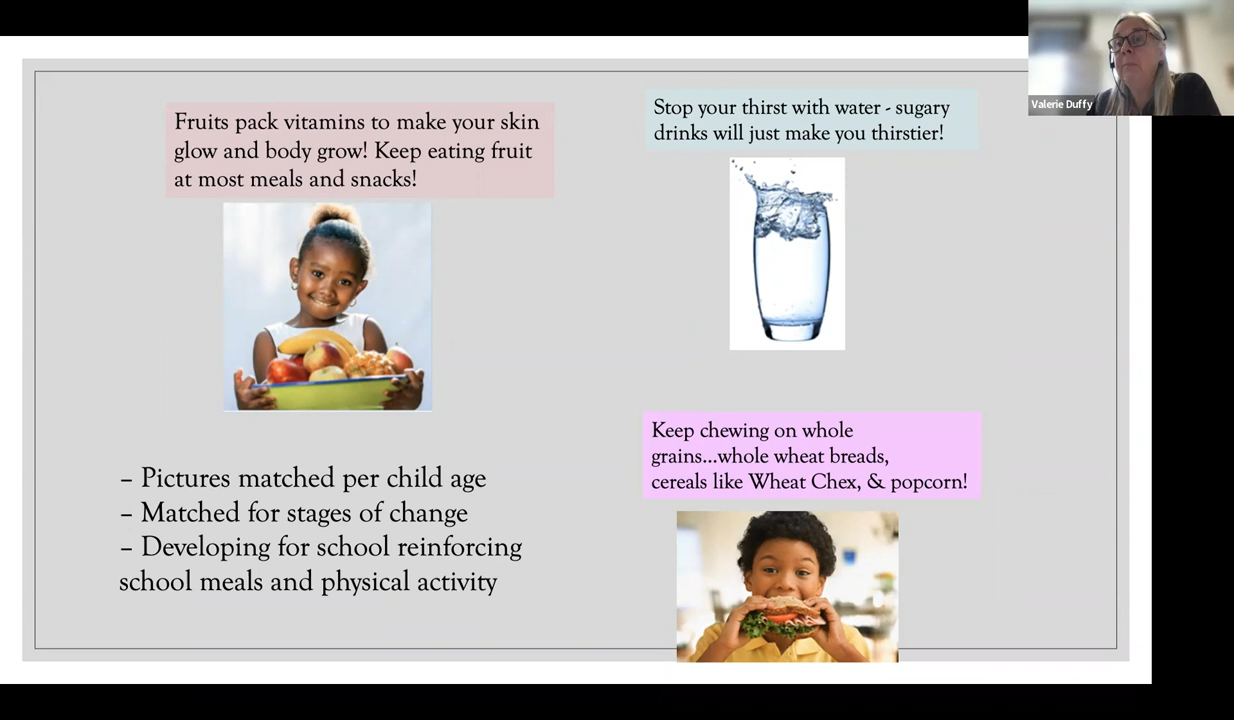 Fruits pack vitamins to make your skin
glow and body grow! Keep eating fruit
at most meals and snacks!
Stop your thirst with water - sugary
drinks will just make you thirstier!
Valerie Duffy
– Pictures matched per child age
– Matched for stages of change
– Developing for school reinforcing
school meals and physical activity
Keep chewing on whole
grains...whole wheat breads,
cereals like Wheat Chex, & popcorn!